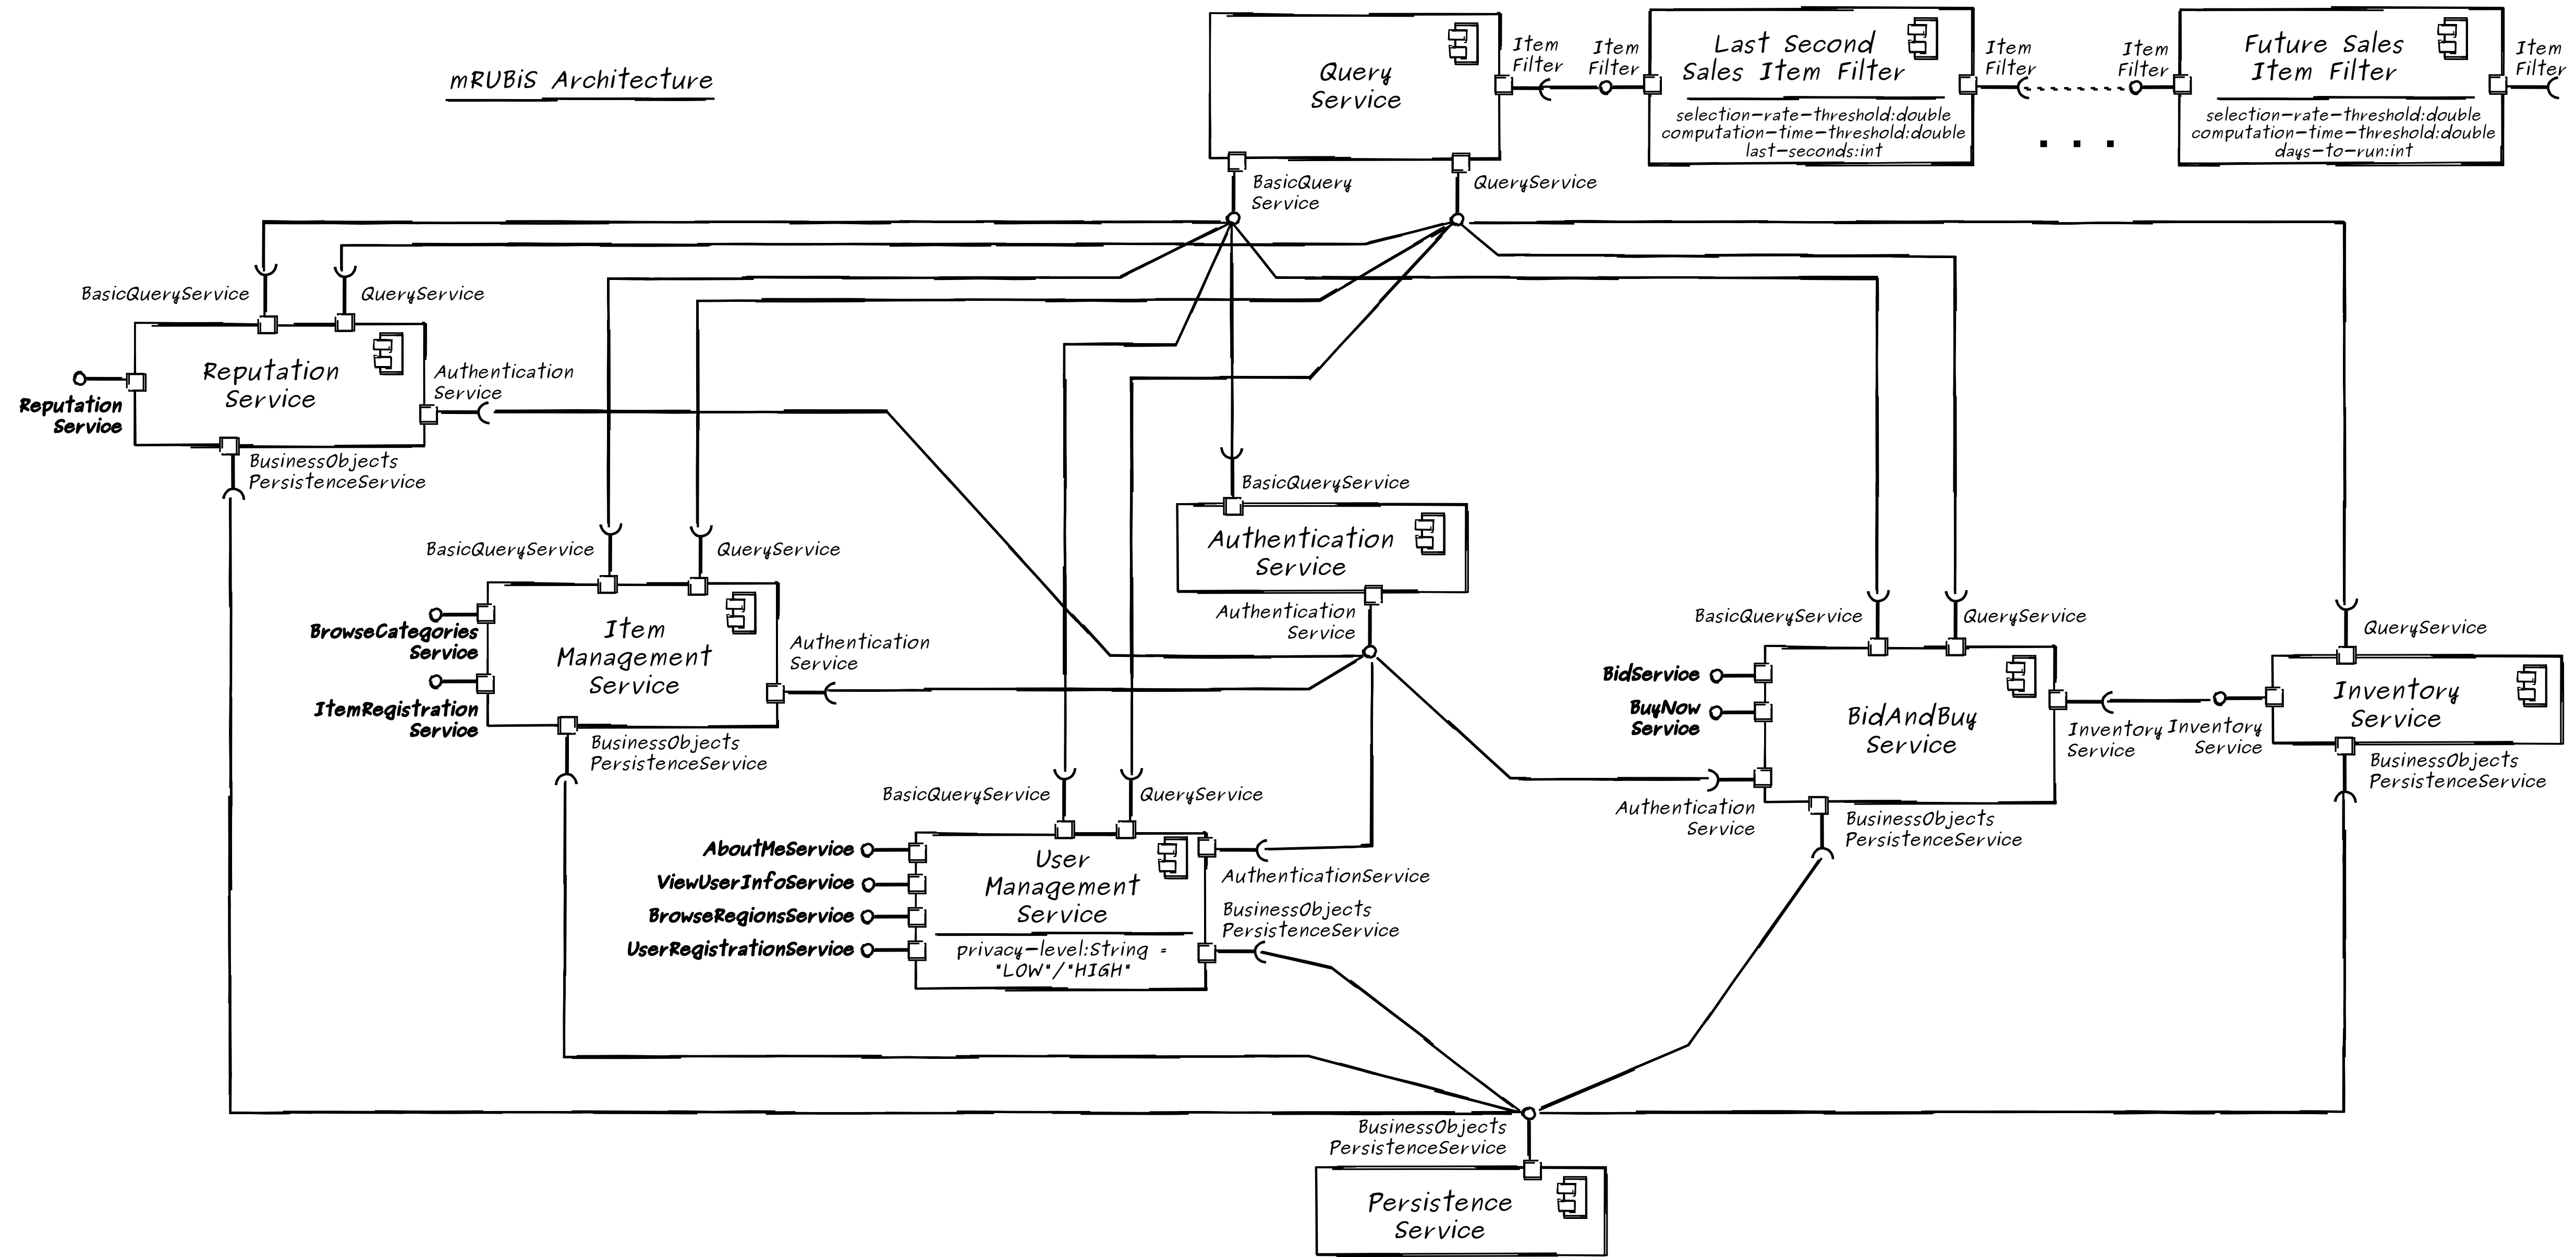 mRUBiS Architecture
Query
Service
Item
Filter
Item
Filter
Last Second
Sales Item Filter
selection-rate-threshold:double
computation-time-threshold:double
last-seconds:int
Item
Filter
. . .
Item
Filter
Future Sales
Item Filter
selection-rate-threshold:double
computation-time-threshold:double
days-to-run:int
Item
Filter
BasicQuery
Service
QueryService
BasicQueryService
QueryService
Reputation
Service
Reputation
Service
Authentication
Service
BusinessObjects
PersistenceService
BasicQueryService
Authentication
Service
Authentication
Service
BasicQueryService
QueryService
BrowseCategories
Service
ItemRegistration
Service
Item
Management
Service
Authentication
Service
BusinessObjects
PersistenceService
BasicQueryService
QueryService
BidService
BuyNow
Service
BidAndBuy
Service
Authentication
Service
BusinessObjects
PersistenceService
Inventory
Service
Inventory
Service
QueryService
Inventory
Service
BusinessObjects
PersistenceService
BasicQueryService
QueryService
AboutMeService
ViewUserInfoService
BrowseRegionsService
UserRegistrationService
User
Management
Service
privacy-level:String =
"LOW"/"HIGH"
AuthenticationService
BusinessObjects
PersistenceService
BusinessObjects
PersistenceService
Persistence
Service